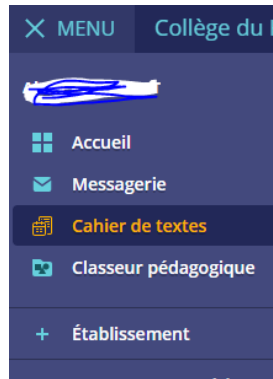 MENU Collège du
Accueil
Messagerie
Cahier de textes
Classeur pédagogique
Établissement